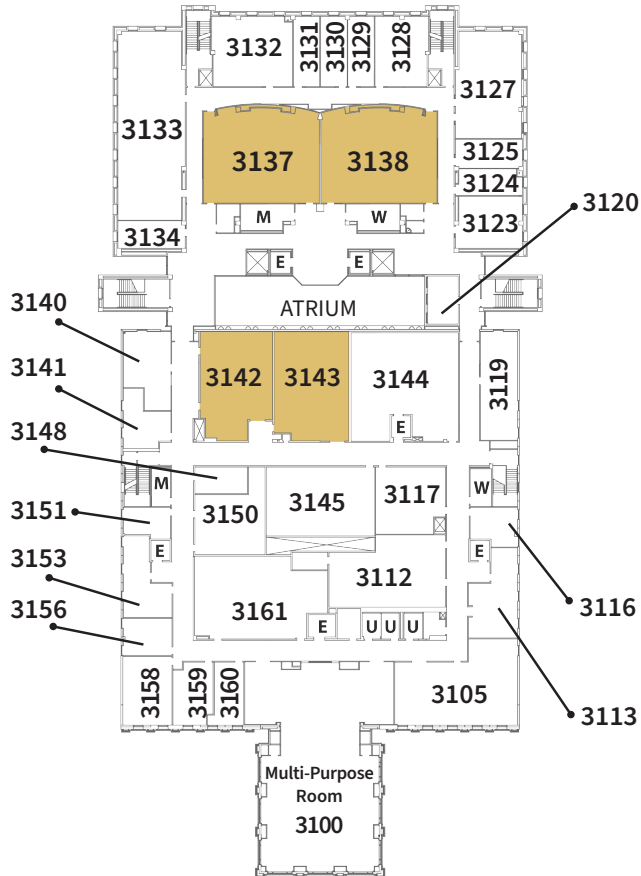 3132
3131
3130
3129
3128
3127
3133
3137
3138
3125
3124
3123
3120
M
W
3134
E
E
ATRIUM
3140
3141
3142
3143
3144
3119
E
3148
M
W
3150
3145
3117
3151
E
E
3153
3112
3116
3156
3161
E
U
U
U
3158
3159
3160
3105
3113
Multi-Purpose
Room
3100